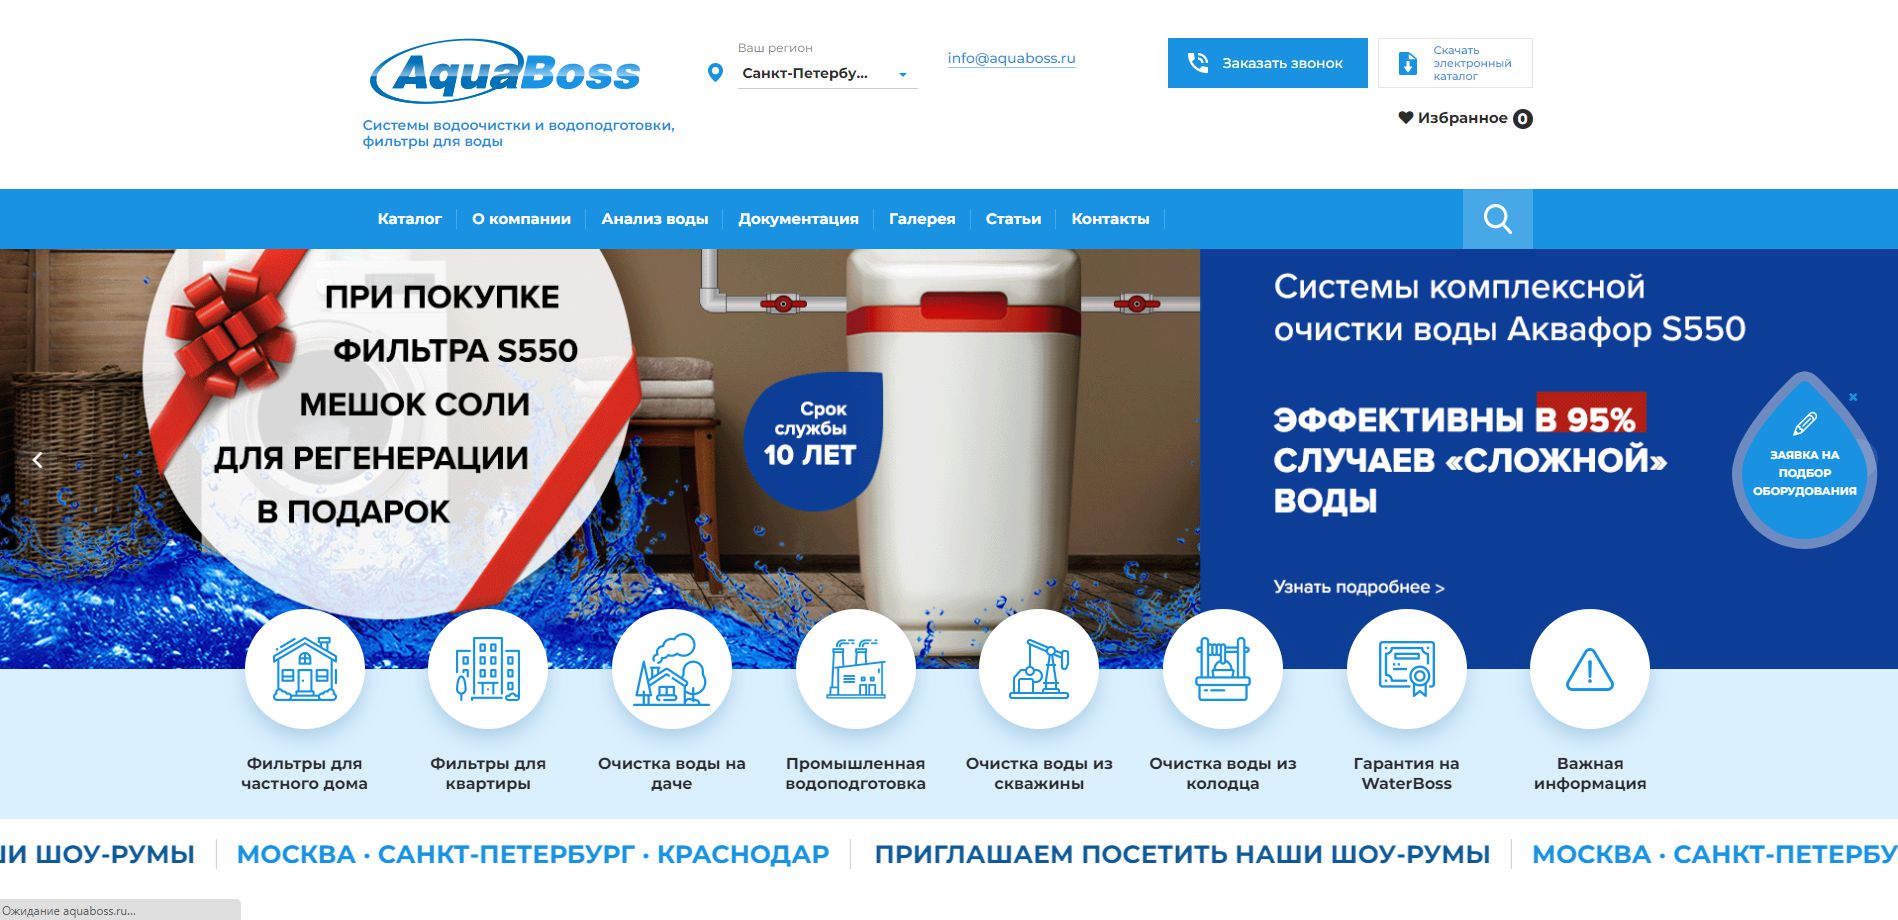 AquaBoss
Системы водоочистки и водоподготовки,
фильтры для воды
Ваш регион
Санкт-Петербу...
info@aquaboss.ru
Заказать звонок
Скачать
электронный
каталог
Избранное 0
Каталог
О компании
Анализ воды
Документация
Галерея
Статьи
Контакты
ПРИ ПОКУПКЕ
ФИЛЬТРА S550
МЕШОК СОЛИ
ДЛЯ РЕГЕНЕРАЦИИ
В ПОДАРОК
Срок
службы
10 ЛЕТ
Системы комплексной
очистки воды Аквафор S550
ЭФФЕКТИВНЫ В 95%
СЛУЧАЕВ «СЛОЖНОЙ»
ВОДЫ
Узнать подробнее >
ЗАЯВКА НА
ПОДБОР
ОБОРУДОВАНИЯ
Фильтры для
частного дома
Фильтры для
квартиры
Очистка воды на
даче
Промышленная
водоподготовка
Очистка воды из
скважины
Очистка воды из
колодца
Гарантия на
WaterBoss
Важная
информация
ШИ ШОУ-РУМЫ
МОСКВА · САНКТ-ПЕТЕРБУРГ · КРАСНОДАР
ПРИГЛАШАЕМ ПОСЕТИТЬ НАШИ ШОУ-РУМЫ
МОСКВА · САНКТ-ПЕТЕРБУ
Ожидание aquaboss.ru...